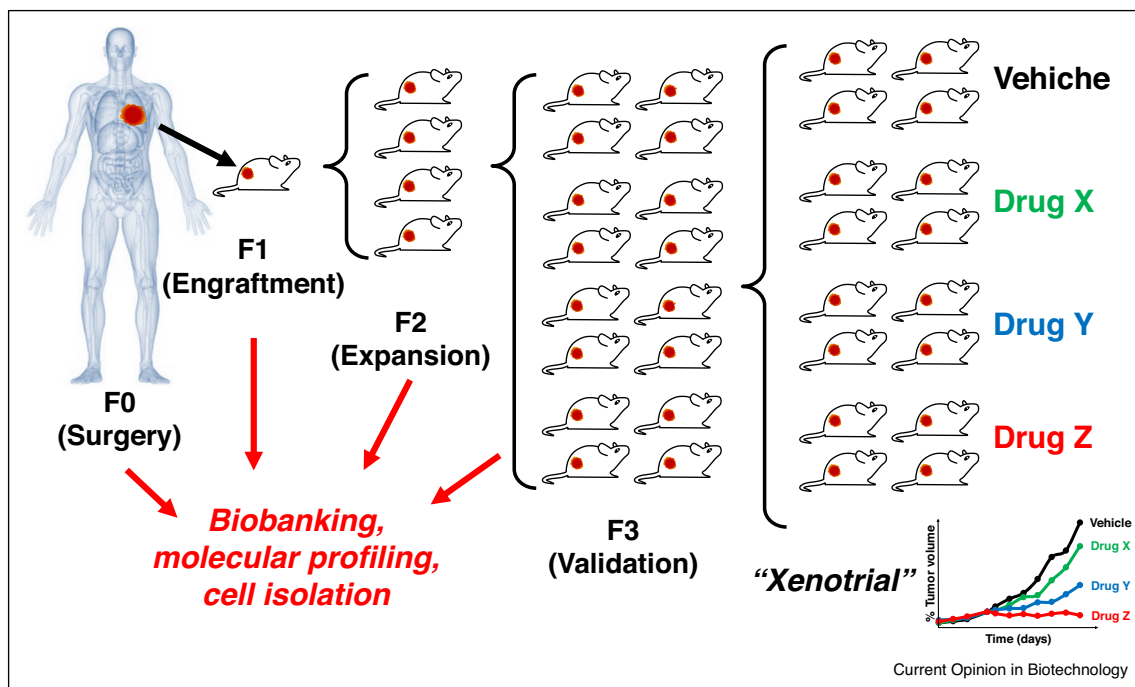 F0
(Surgery)
F1
(Engraftment)
F2
(Expansion)
F3
(Validation)
Biobanking,
molecular profiling,
cell isolation
Vehiche
Drug X
Drug Y
Drug Z
“Xenotrial”
% Tumor volume
Time (days)
Vehicle
Drug X
Drug Y
Drug Z
Current Opinion in Biotechnology